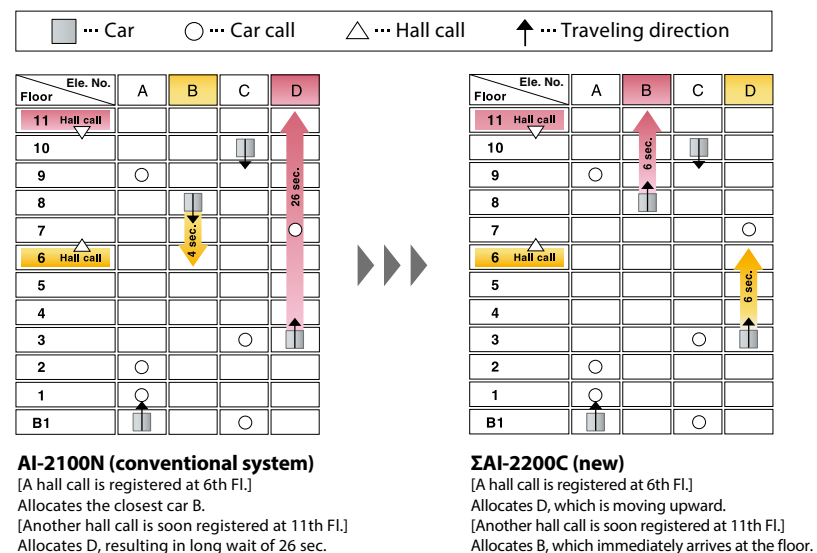 ··· Car
··· Car call
··· Hall call
··· Traveling direction
Ele. No.
Floor
A B C D
11 Hall call
10
9
8
7
6 Hall call
5
4
3
2
1
B1
4 sec.
26 sec.
AI-2100N (conventional system)
[A hall call is registered at 6th Fl.]
Allocates the closest car B.
[Another hall call is soon registered at 11th Fl.]
Allocates D, resulting in long wait of 26 sec.
Ele. No.
Floor
A B C D
11 Hall call
10
9
8
7
6 Hall call
5
4
3
2
1
B1
6 sec.
6 sec.
ΣAI-2200C (new)
[A hall call is registered at 6th Fl.]
Allocates D, which is moving upward.
[Another hall call is soon registered at 11th Fl.]
Allocates B, which immediately arrives at the floor.